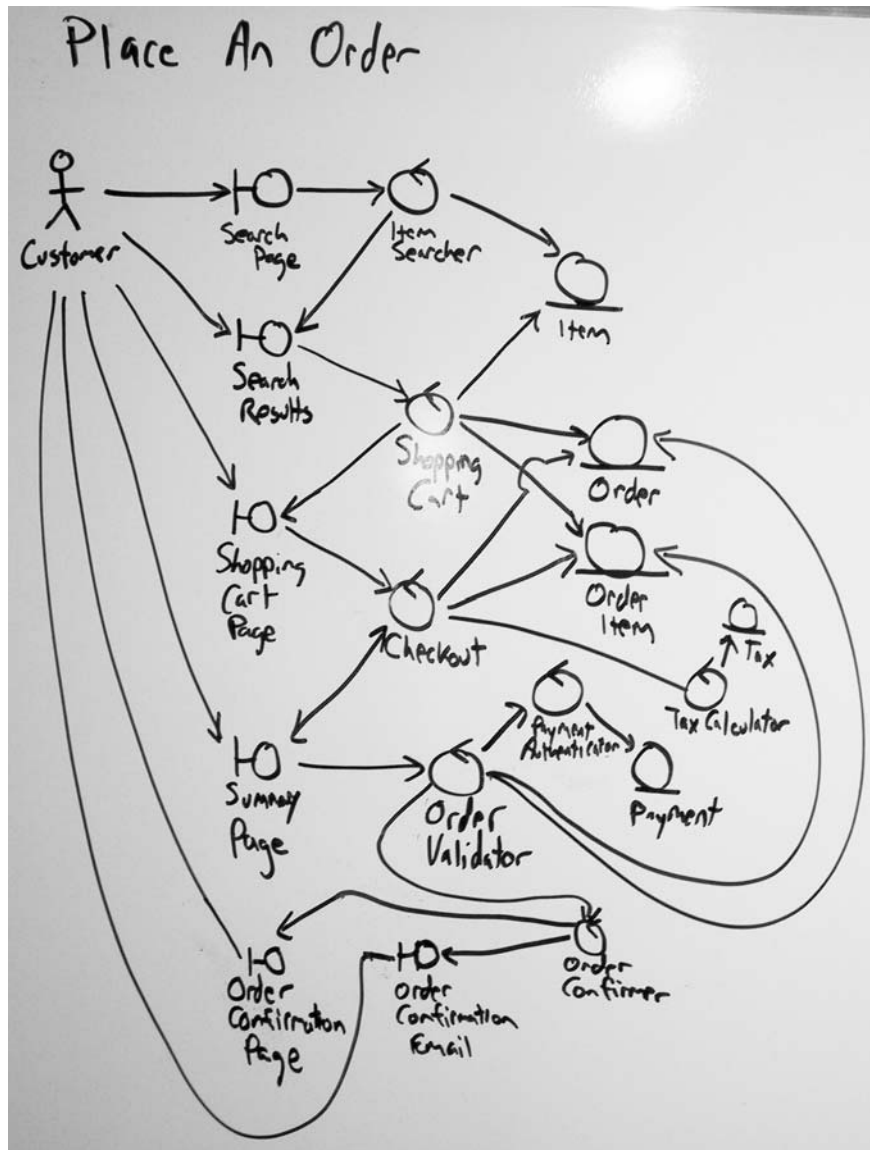 Place An Order
Customer
Search
Page
Item
Searcher
Item
Search
Results
Shopping
Cart
Order
Shopping
Cart
Page
Checkout
Order
Item
Tax
Tax Calculator
Payment
Authenticator
Payment
Summary
Page
Order
Validator
Order
Confirmation
Page
Order
Confirmation
Email
Order
Confirmer